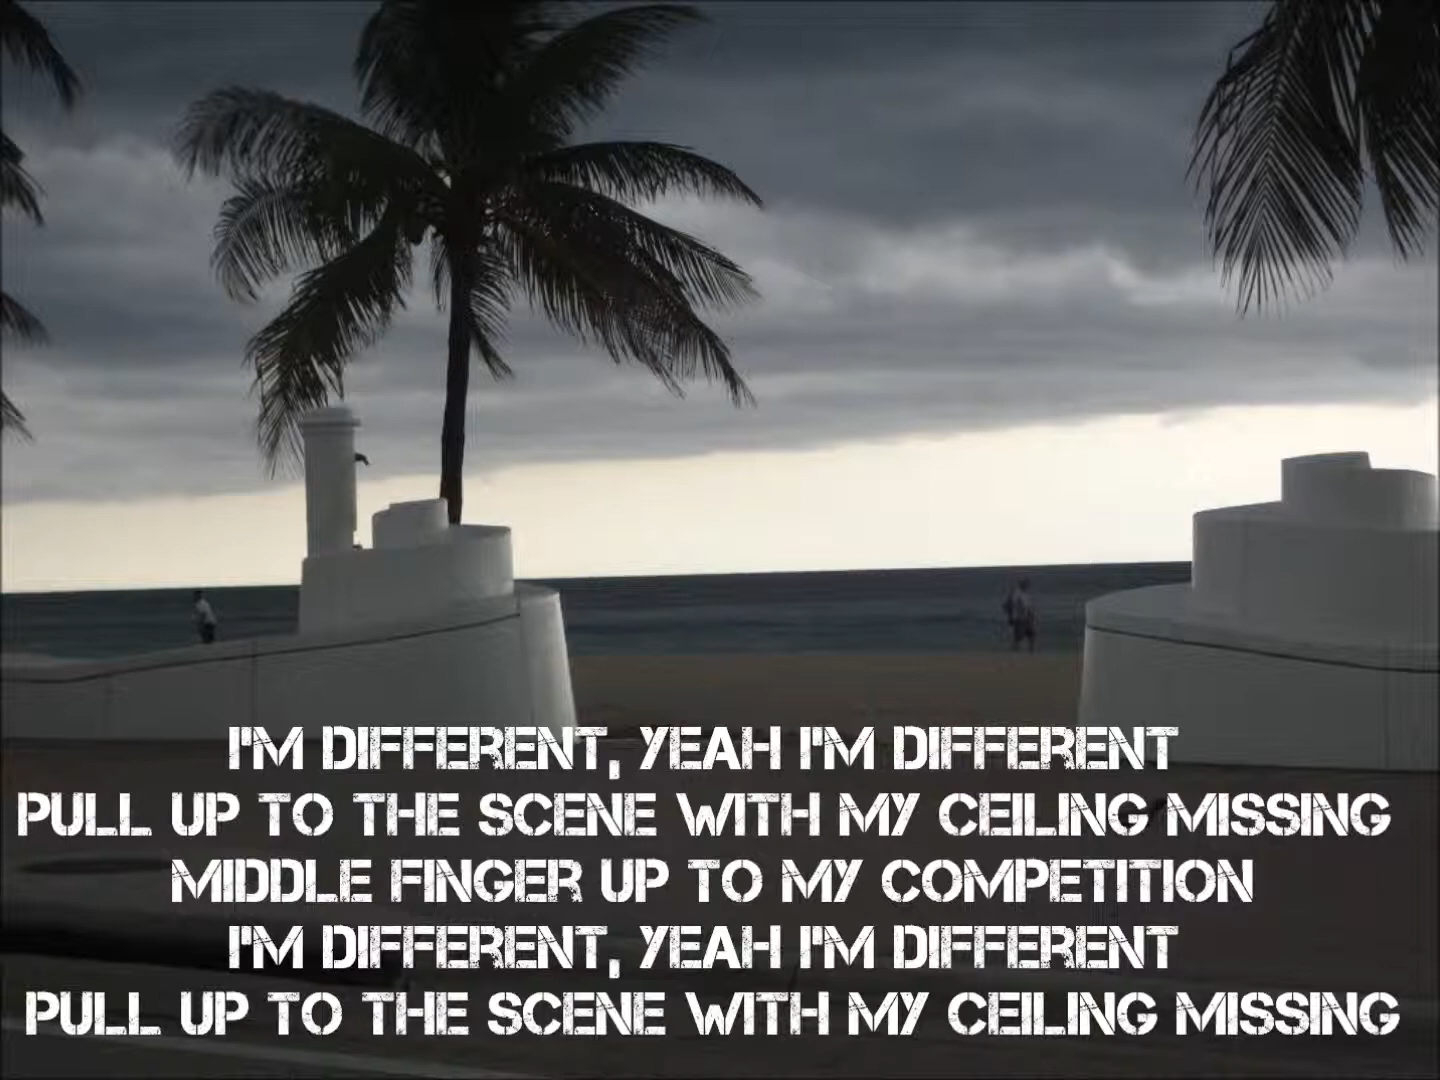 I'M DIFFERENT, YEAH I'M DIFFERENT
PULL UP TO THE SCENE WITH MY CEILING MISSING
MIDDLE FINGER UP TO MY COMPETITION
I'M DIFFERENT, YEAH I'M DIFFERENT
PULL UP TO THE SCENE WITH MY CEILING MISSING